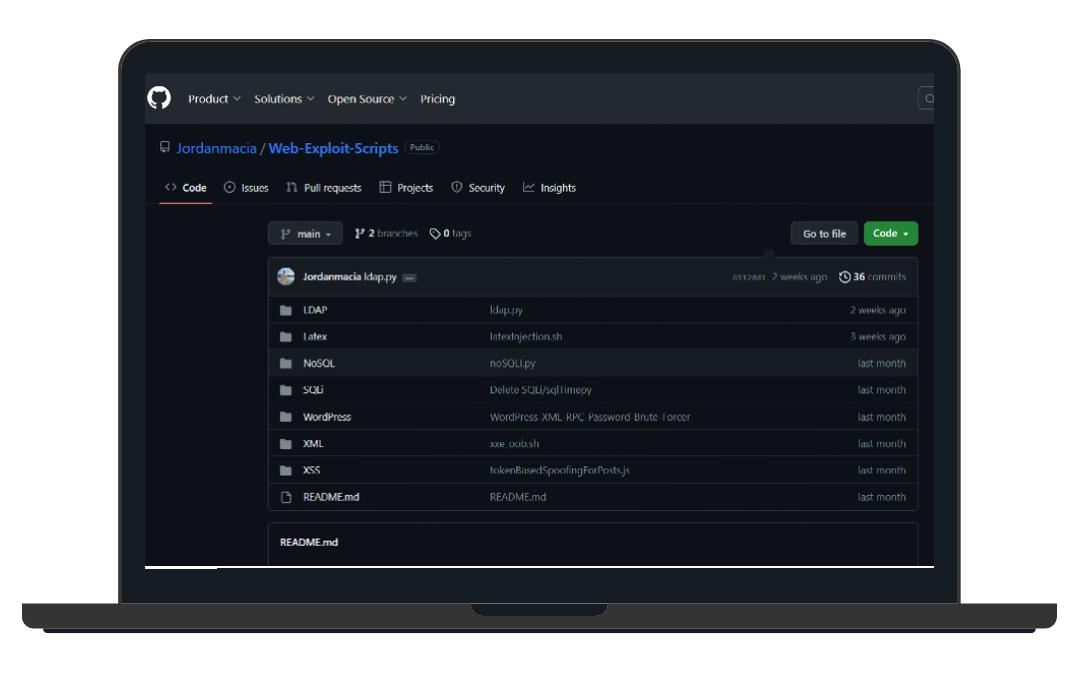 Product Solutions Open Source Pricing
Jordanmacia / Web-Exploit-Scripts Public
Code Issues Pull requests Projects Security Insights
main 2 branches 0 tags Go to file Code
Jordanmacia ldap.py 2 weeks ago 36 commits
LDAP ldap.py 2 weeks ago
Latex latexInjection.sh 3 weeks ago
NoSQL noSQLI.py last month
SQLi Delete SQLi/sqlTimepy last month
WordPress WordPress-XML-RPC-Password-Brute-Forcer last month
XML xxe_oob.sh last month
XSS tokenBasedSpoofingForPosts.js last month
README.md README.md last month
README.md